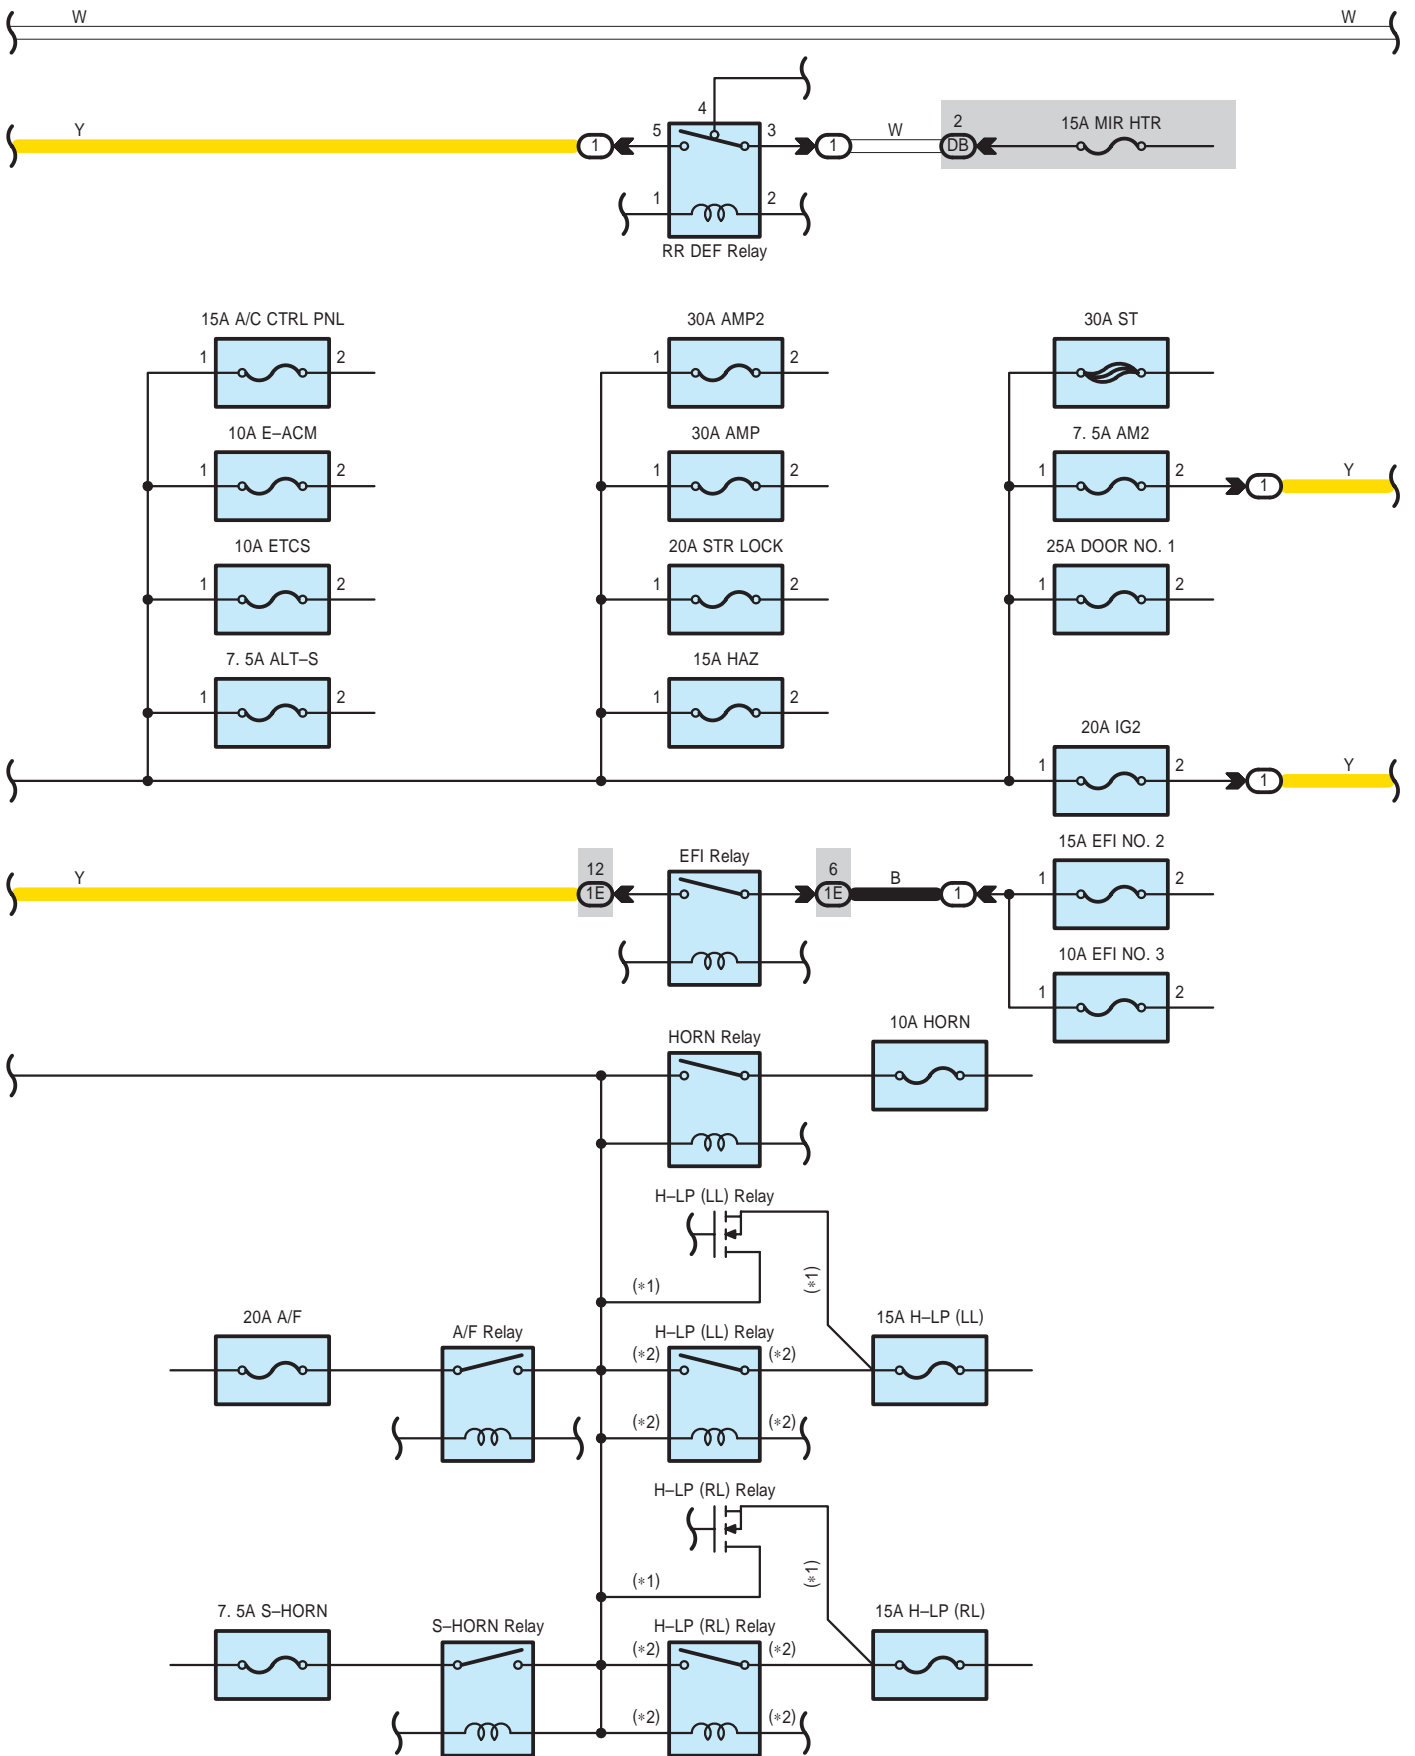 W W
4
Y 5 3 W 2 15A MIR HTR
1 1 DB
1 2
RR DEF Relay
15A A/C CTRL PNL 30A AMP2 30A ST
1 2 1 2
10A E–ACM 30A AMP 7. 5A AM2
1 2 1 2 1 2 1 Y
10A ETCS 20A STR LOCK 25A DOOR NO. 1
1 2 1 2 1 2
7. 5A ALT–S 15A HAZ
1 2 1 2
20A IG2
1 2 1 Y
15A EFI NO. 2
Y 12 EFI Relay 6 B
1E 1E 1 1 2
10A EFI NO. 3
1 2
HORN Relay 10A HORN
H–LP (LL) Relay
(*1) (*1)
20A A/F A/F Relay H–LP (LL) Relay 15A H–LP (LL)
(*2) (*2)
(*2) (*2)
H–LP (RL) Relay
(*1) (*1)
7. 5A S–HORN S–HORN Relay H–LP (RL) Relay 15A H–LP (RL)
(*2) (*2)
(*2) (*2)